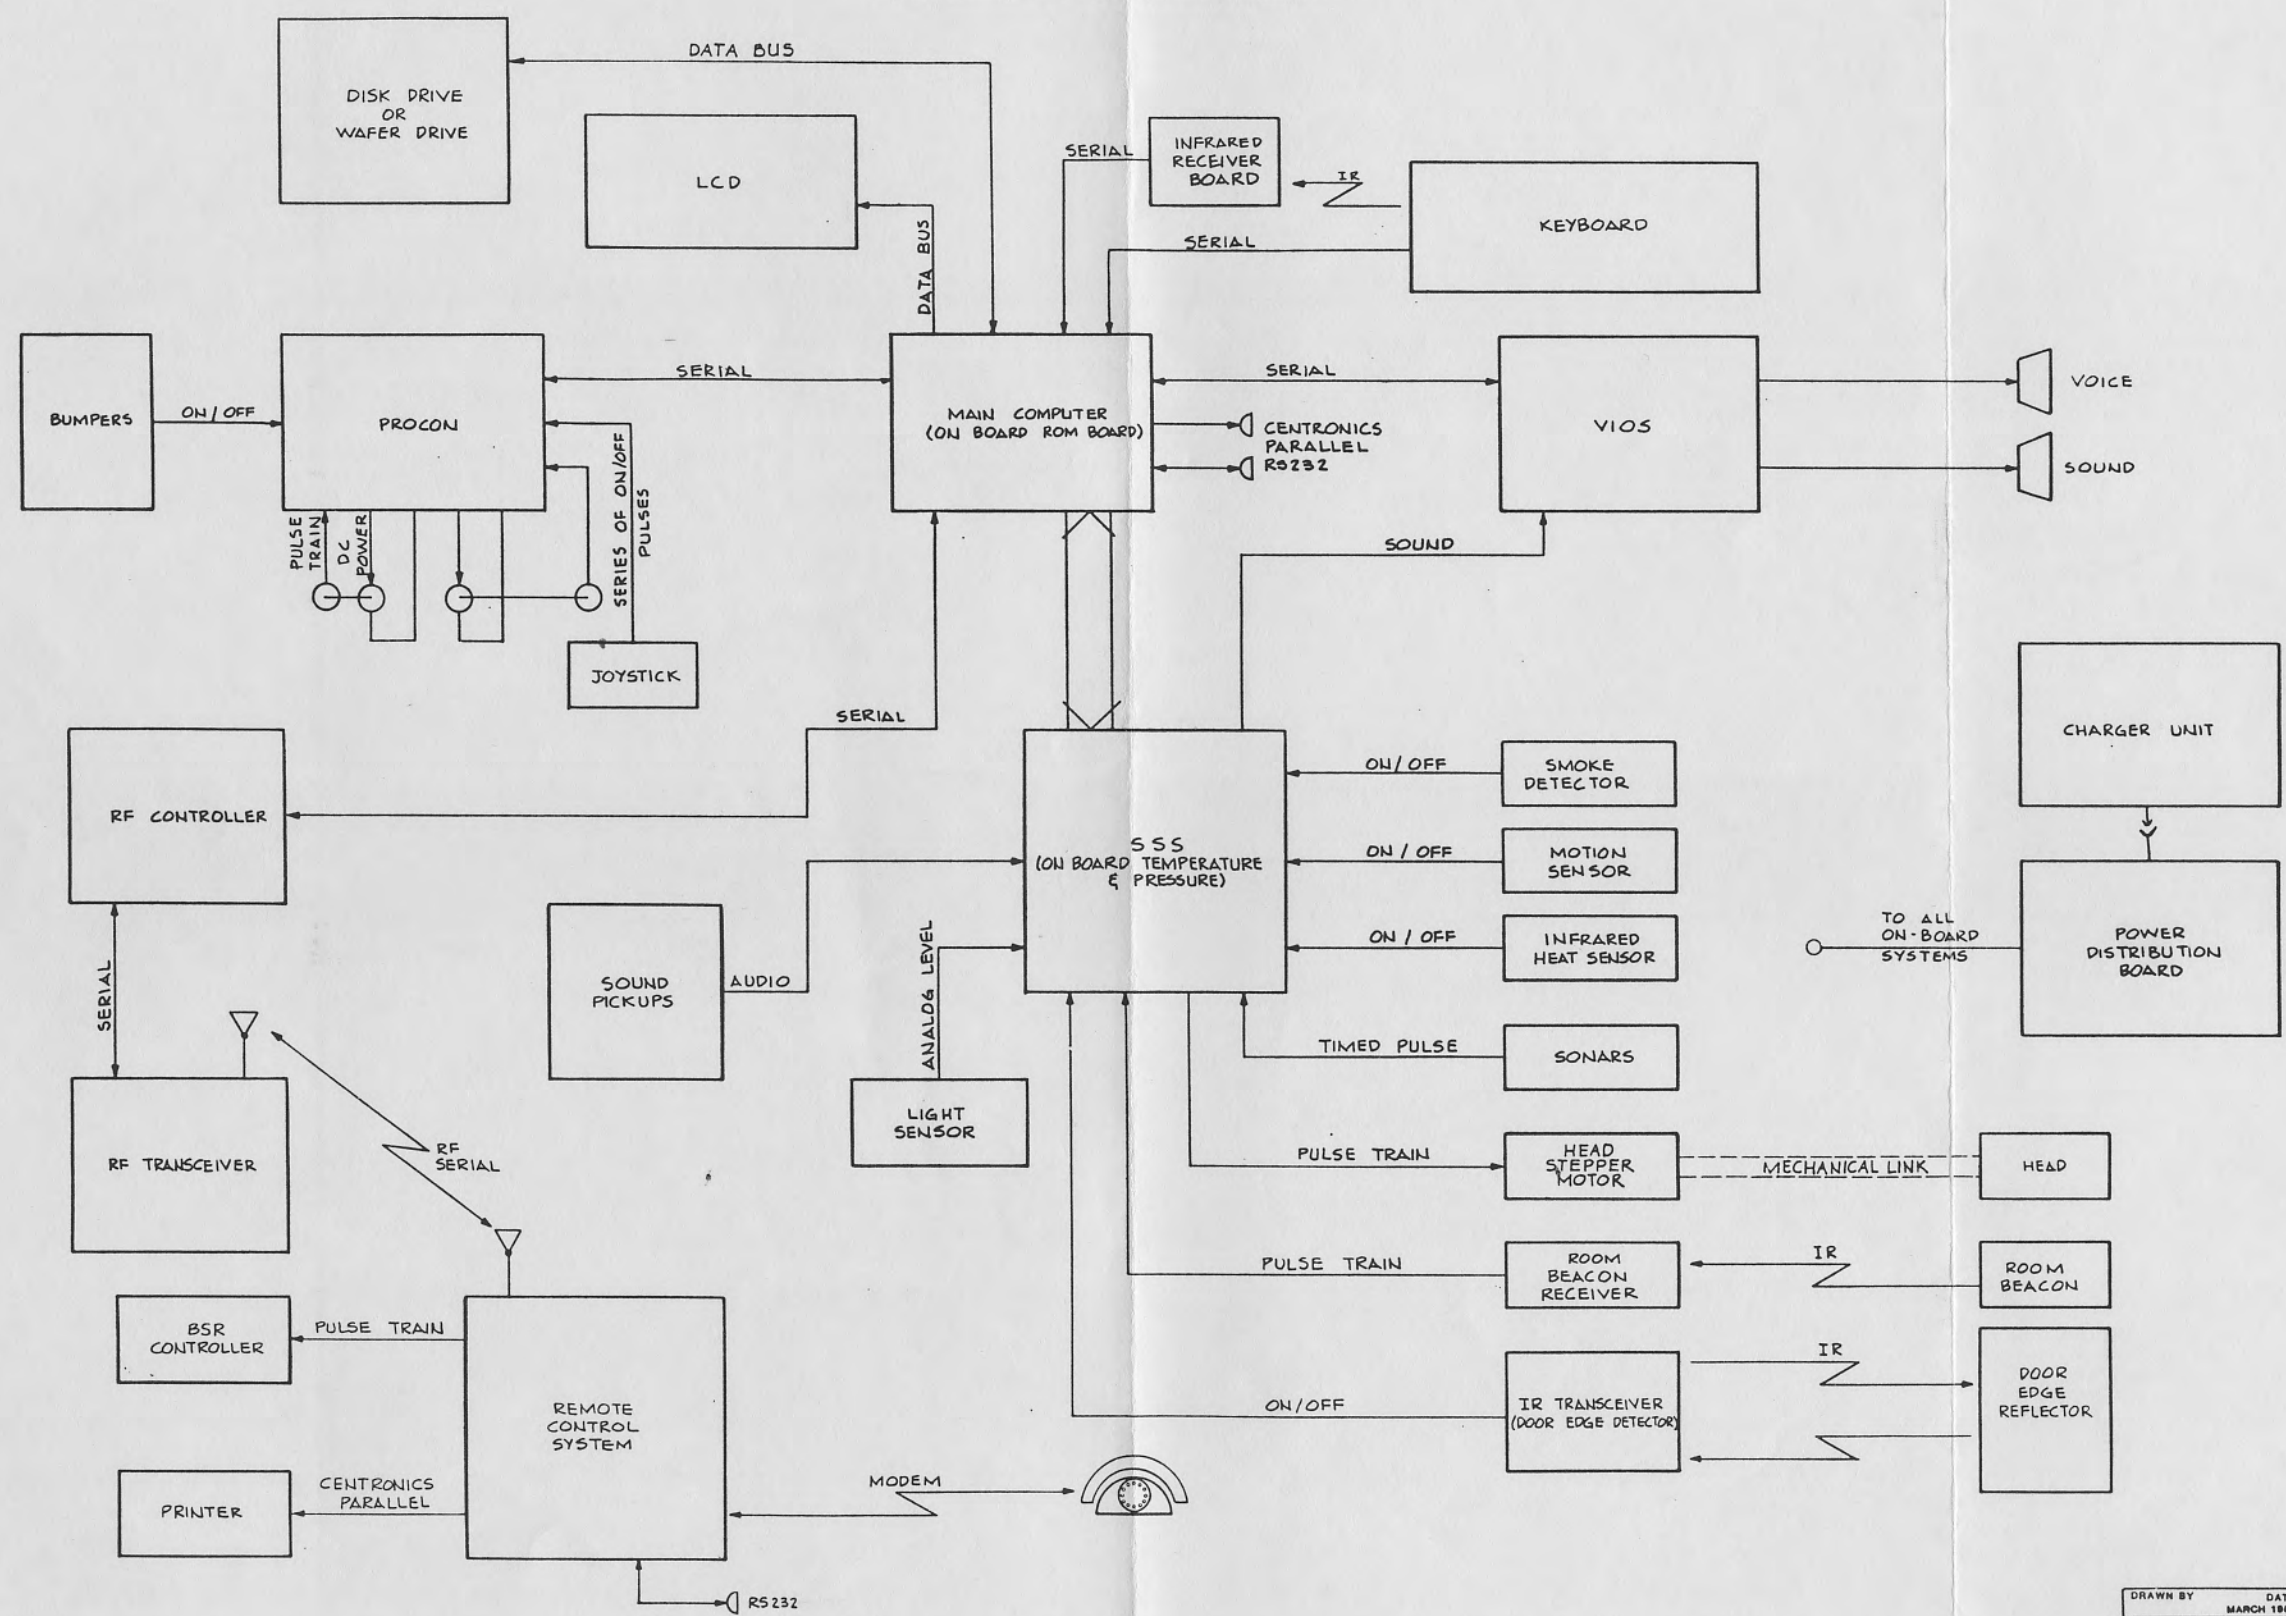 DATA BUS
DISK DRIVE
OR
WAFER DRIVE
LCD
DATA BUS
SERIAL
INFRARED
RECEIVER
BOARD
IR
KEYBOARD
SERIAL
BUMPERS
ON/OFF
PROCON
SERIAL
MAIN COMPUTER
(ON BOARD ROM BOARD)
SERIAL
CENTRONICS
PARALLEL
RS232
VIOS
VOICE
SOUND
PULSE
TRAIN
DC
POWER
SERIES OF ON/OFF
PULSES
JOYSTICK
SOUND
SERIAL
RF CONTROLLER
SSS
(ON BOARD TEMPERATURE
& PRESSURE)
ON/OFF
SMOKE
DETECTOR
ON/OFF
MOTION
SENSOR
ON/OFF
INFRARED
HEAT SENSOR
CHARGER UNIT
TO ALL
ON-BOARD
SYSTEMS
POWER
DISTRIBUTION
BOARD
SERIAL
SOUND
PICKUPS
AUDIO
ANALOG LEVEL
LIGHT
SENSOR
TIMED PULSE
SONARS
RF TRANSCEIVER
RF
SERIAL
PULSE TRAIN
HEAD
STEPPER
MOTOR
MECHANICAL LINK
HEAD
PULSE TRAIN
ROOM
BEACON
RECEIVER
IR
ROOM
BEACON
BSR
CONTROLLER
PULSE TRAIN
REMOTE
CONTROL
SYSTEM
ON/OFF
IR TRANSCEIVER
(DOOR EDGE DETECTOR)
IR
DOOR
EDGE
REFLECTOR
PRINTER
CENTRONICS
PARALLEL
MODEM
RS232
DRAWN BY
MARCH